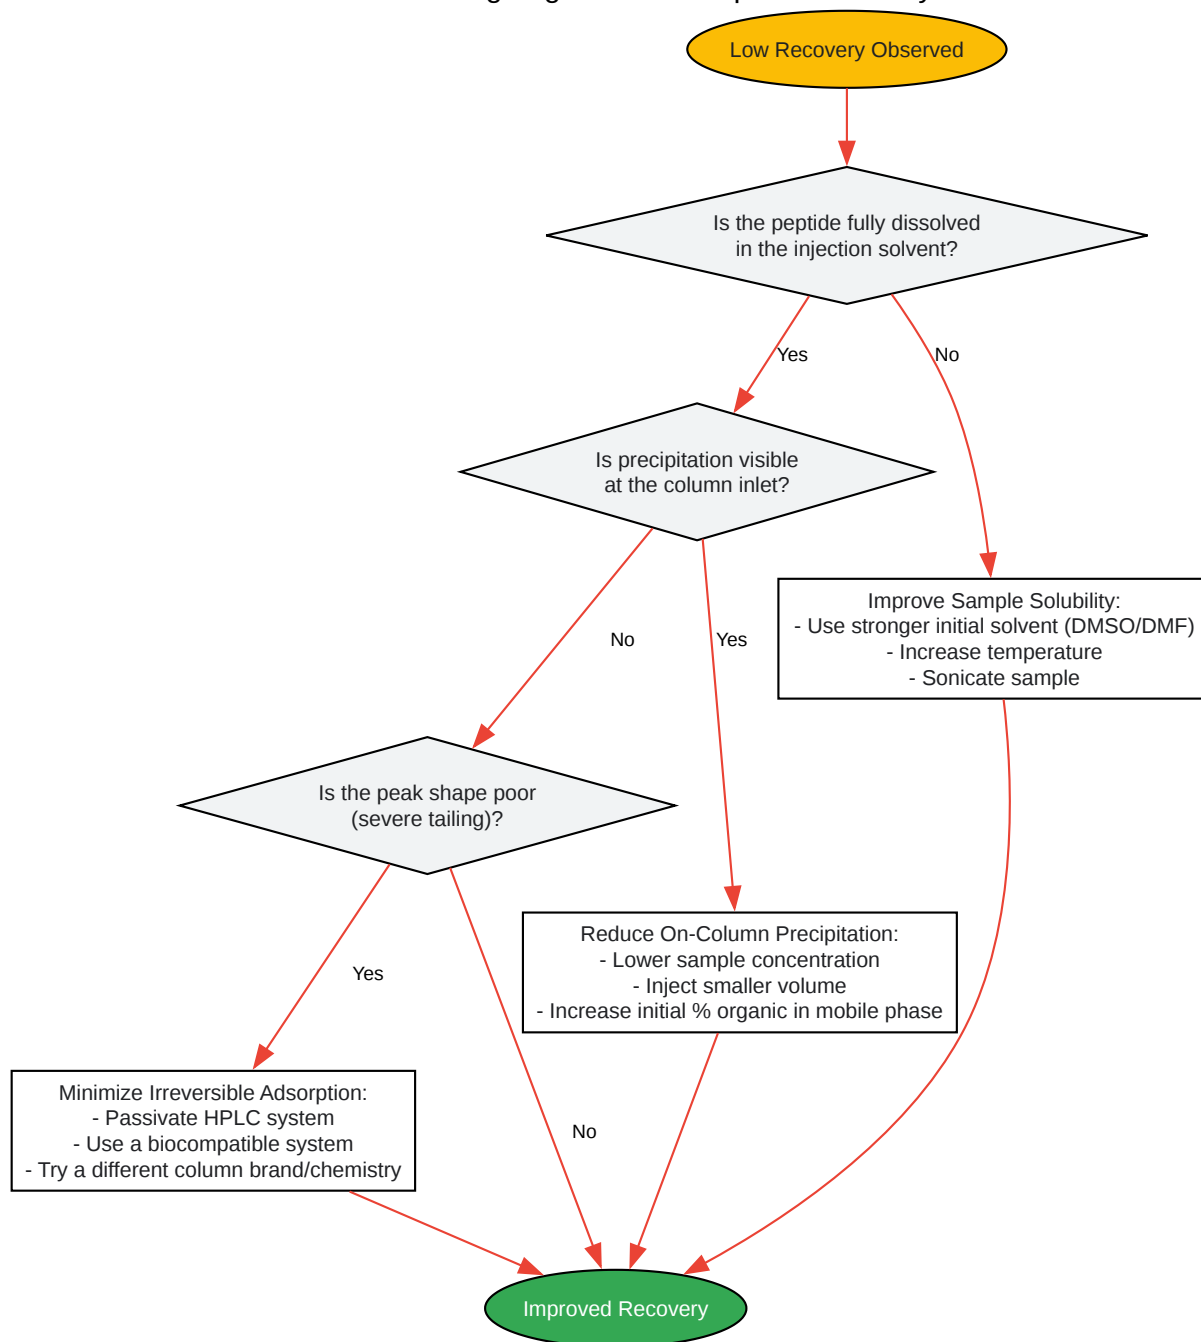 Low Recovery Observed
Is the peptide fully dissolved
in the injection solvent?
Yes
No
Is precipitation visible
at the column inlet?
Improve Sample Solubility:
- Use stronger initial solvent (DMSO/DMF)
- Increase temperature
- Sonicate sample
No
Yes
Is the peak shape poor
(severe tailing)?
Reduce On-Column Precipitation:
- Lower sample concentration
- Inject smaller volume
- Increase initial % organic in mobile phase
Yes
No
Minimize Irreversible Adsorption:
- Passivate HPLC system
- Use a biocompatible system
- Try a different column brand/chemistry
Improved Recovery